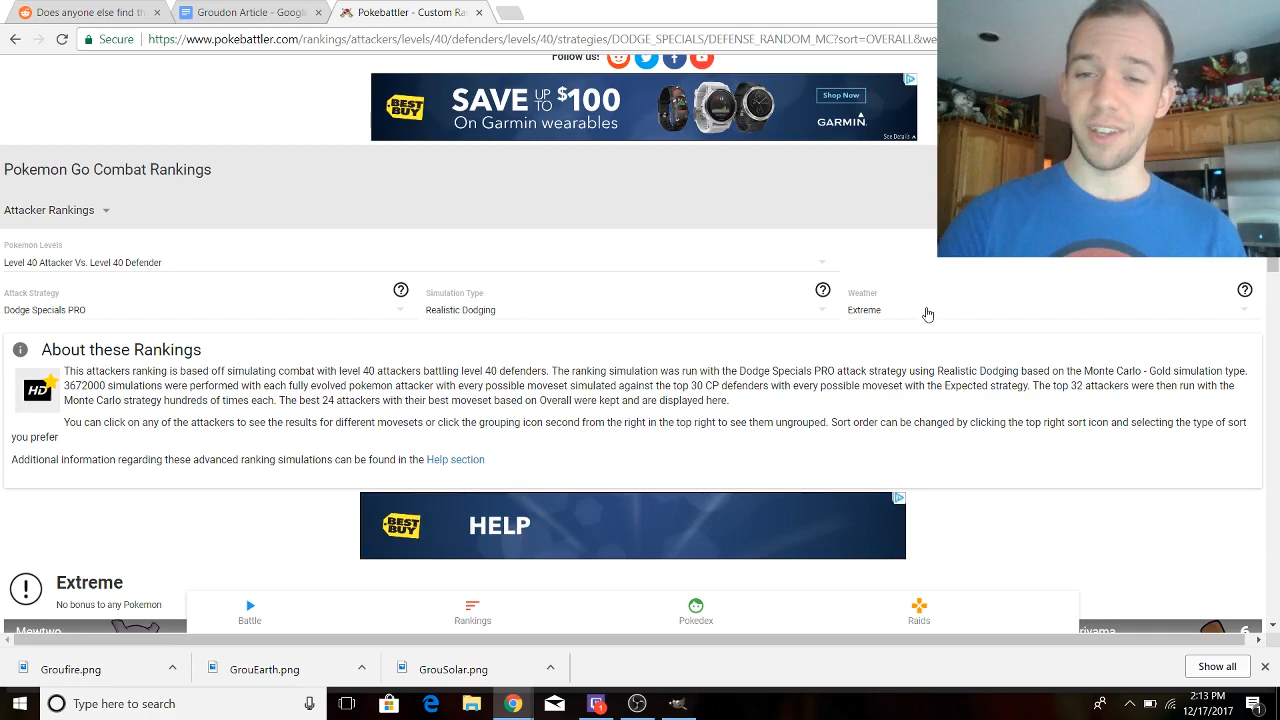 Does anyone else find th
Groudon Article - Google
Pokebattler - Custom Ra
Secure
https://www.pokebattler.com/rankings/attackers/levels/40/defenders/levels/40/strategies/DODGE_SPECIALS/DEFENSE_RANDOM_MC?sort=OVERALL&we
Follow us!
BEST BUY
SAVE UP TO $100
On Garmin wearables
Shop Now
GARMIN
See Details
Pokemon Go Combat Rankings
Attacker Rankings
Pokemon Levels
Level 40 Attacker Vs. Level 40 Defender
Attack Strategy
Simulation Type
Weather
Dodge Specials PRO
Realistic Dodging
Extreme
About these Rankings
HD
This attackers ranking is based off simulating combat with level 40 attackers battling level 40 defenders. The ranking simulation was run with the Dodge Specials PRO attack strategy using Realistic Dodging based on the Monte Carlo - Gold simulation type.
3672000 simulations were performed with each fully evolved pokemon attacker with every possible moveset simulated against the top 30 CP defenders with every possible moveset with the Expected strategy. The top 32 attackers were then run with the
Monte Carlo strategy hundreds of times each. The best 24 attackers with their best moveset based on Overall were kept and are displayed here.
You can click on any of the attackers to see the results for different movesets or click the grouping icon second from the right in the top right to see them ungrouped. Sort order can be changed by clicking the top right sort icon and selecting the type of sort
you prefer
Additional information regarding these advanced ranking simulations can be found in the Help section
BEST BUY
HELP
Extreme
No bonus to any Pokemon
Battle
Rankings
Pokedex
Raids
Mewtwo
Groufire.png
GrouEarth.png
GrouSolar.png
Show all
Type here to search
1
2:13 PM
12/17/2017
1